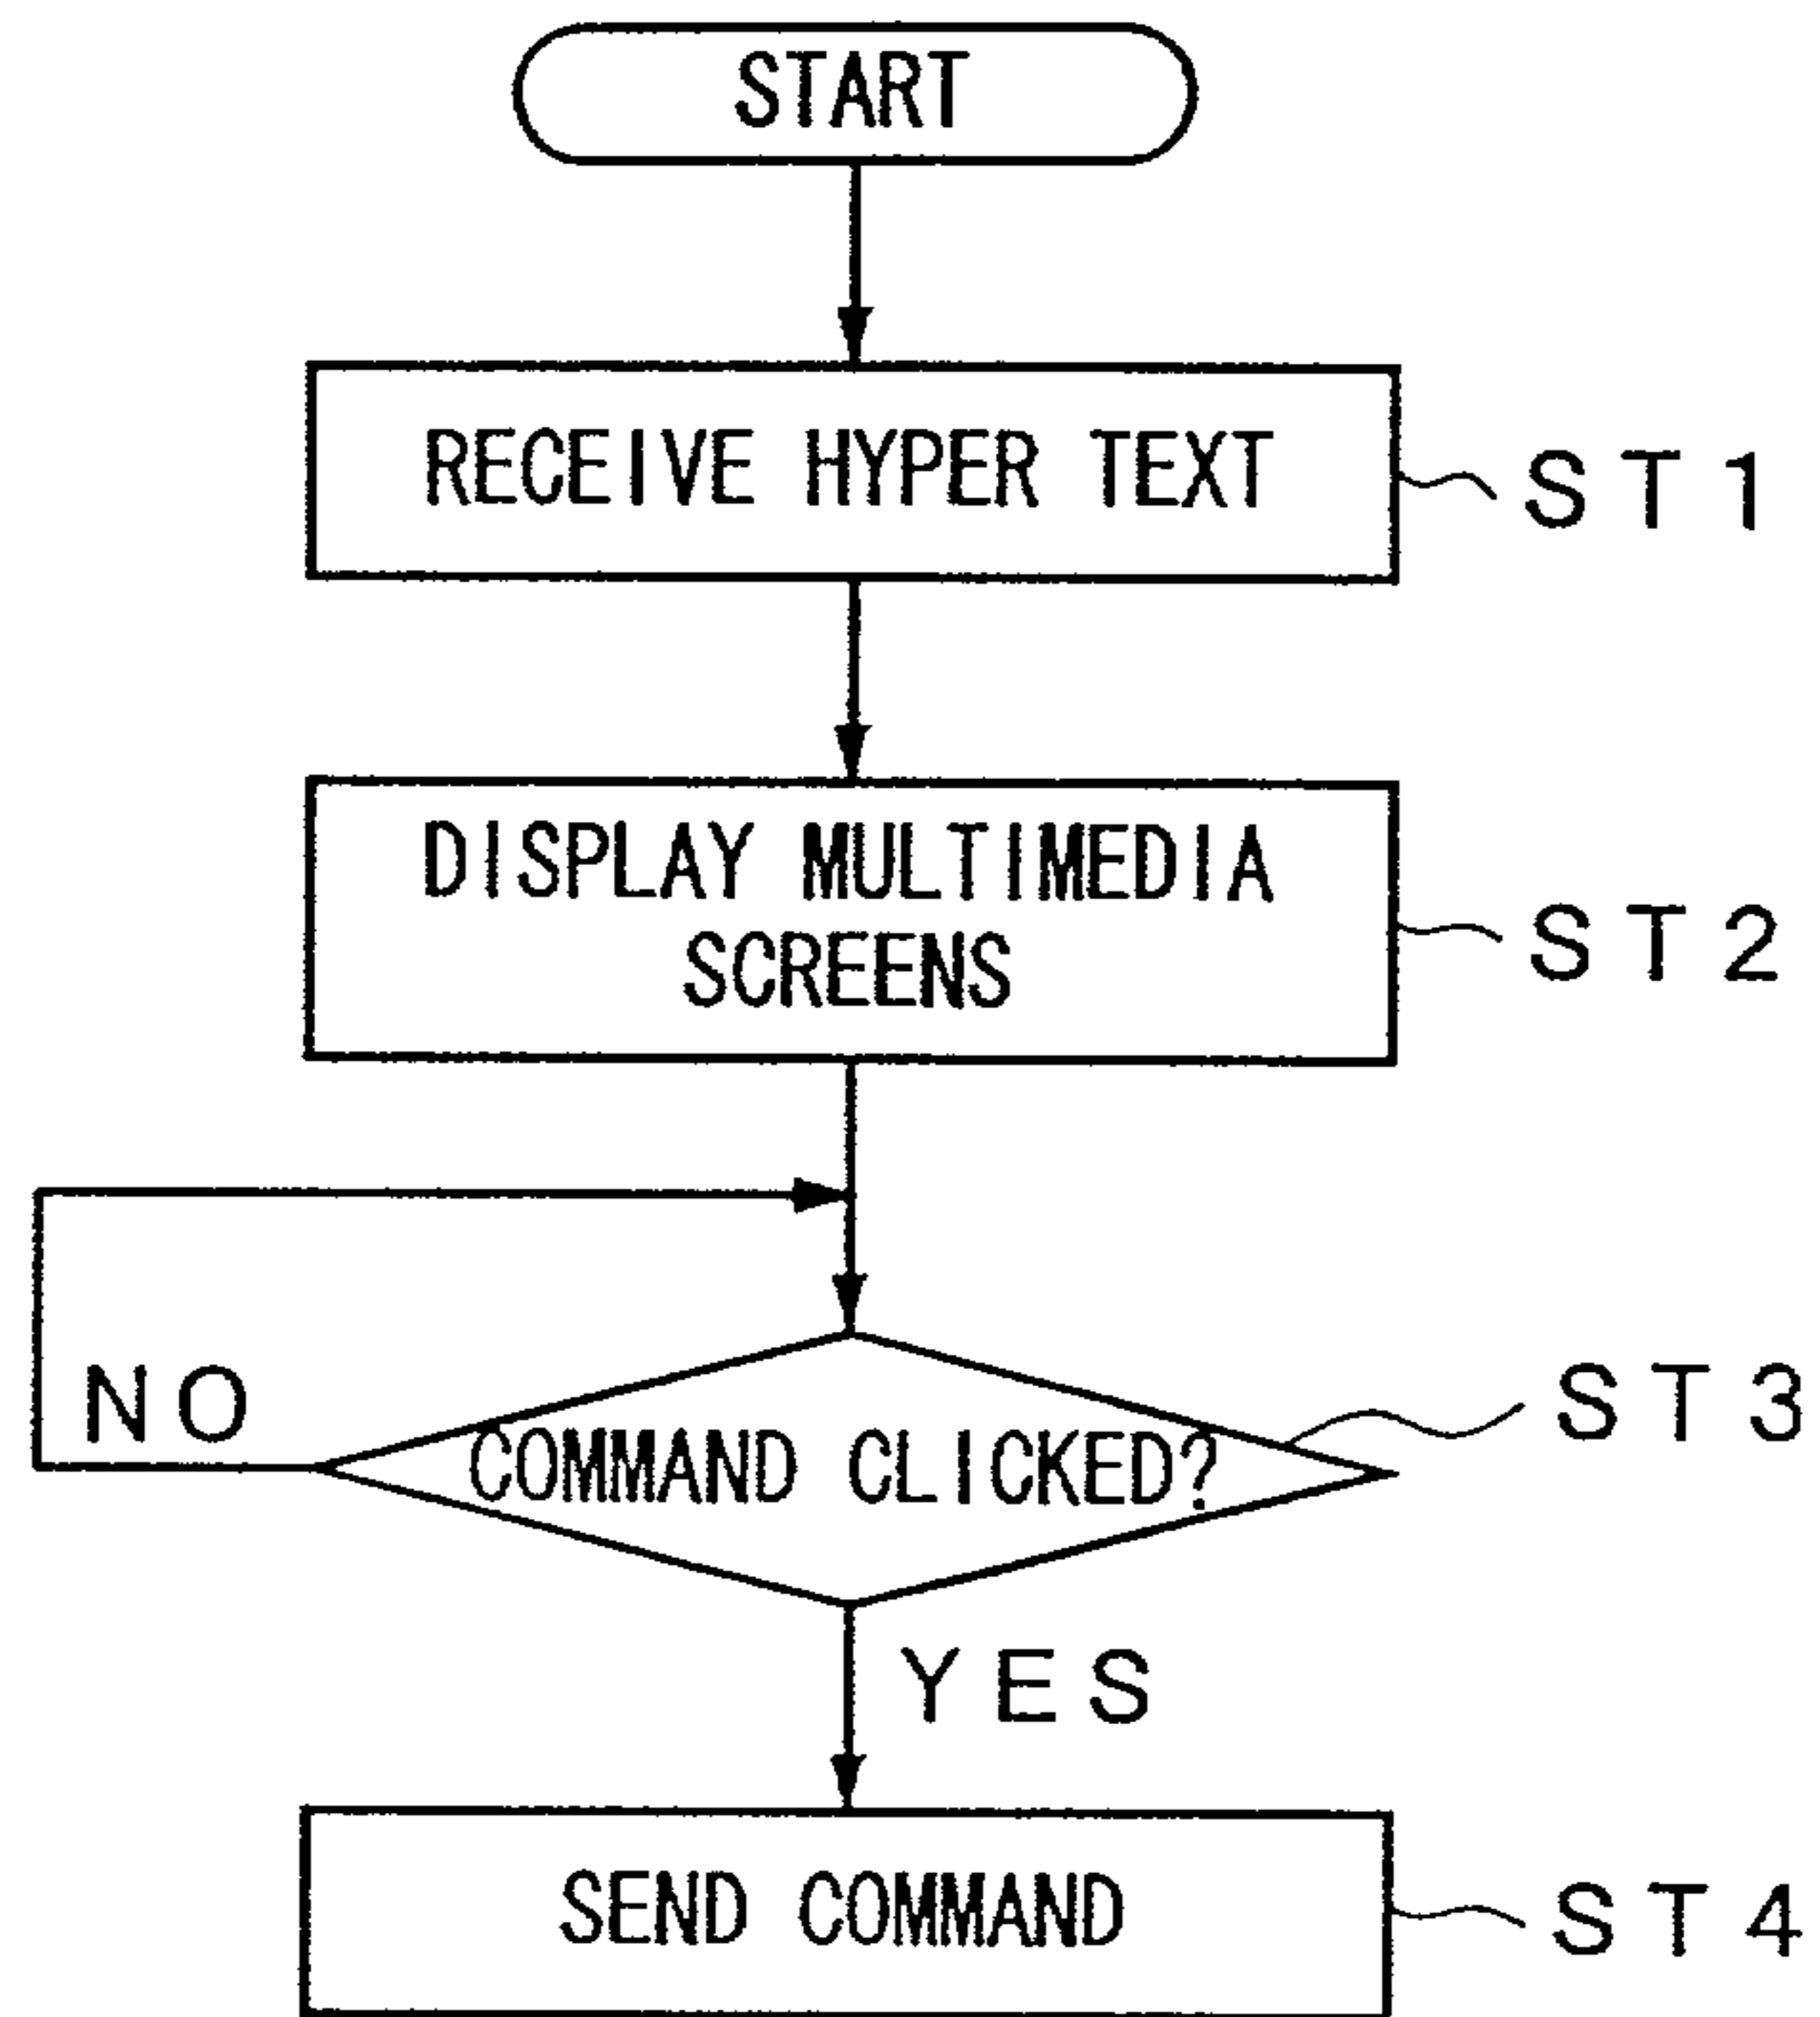 START
RECEIVE HYPER TEXT
ST1
DISPLAY MULTIMEDIA
SCREENS
ST2
NO
COMMAND CLICKED?
ST3
YES
SEND COMMAND
ST4